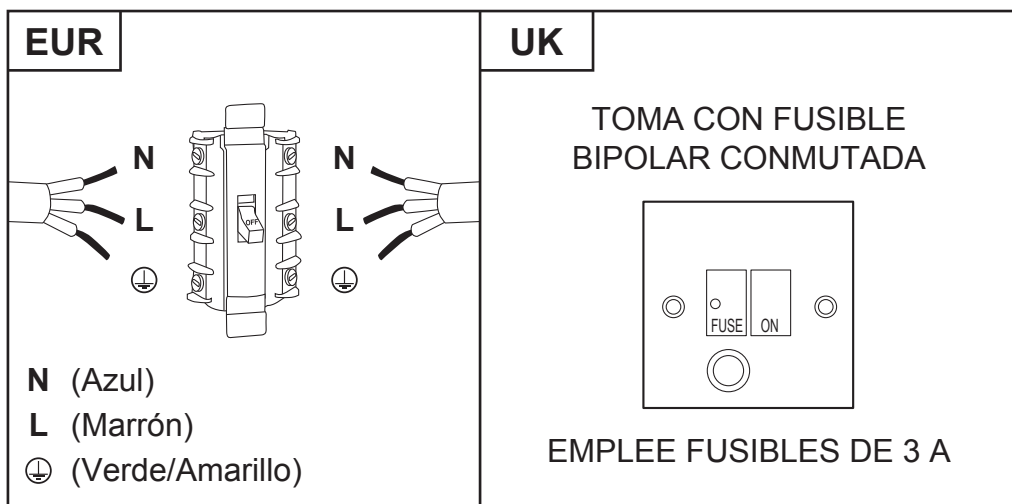 EUR
N
N
L
OFF
L
N (Azul)
L (Marrón)
(Verde/Amarillo)
UK
TOMA CON FUSIBLE
BIPOLAR CONMUTADA
FUSE ON
EMPLEE FUSIBLES DE 3 A